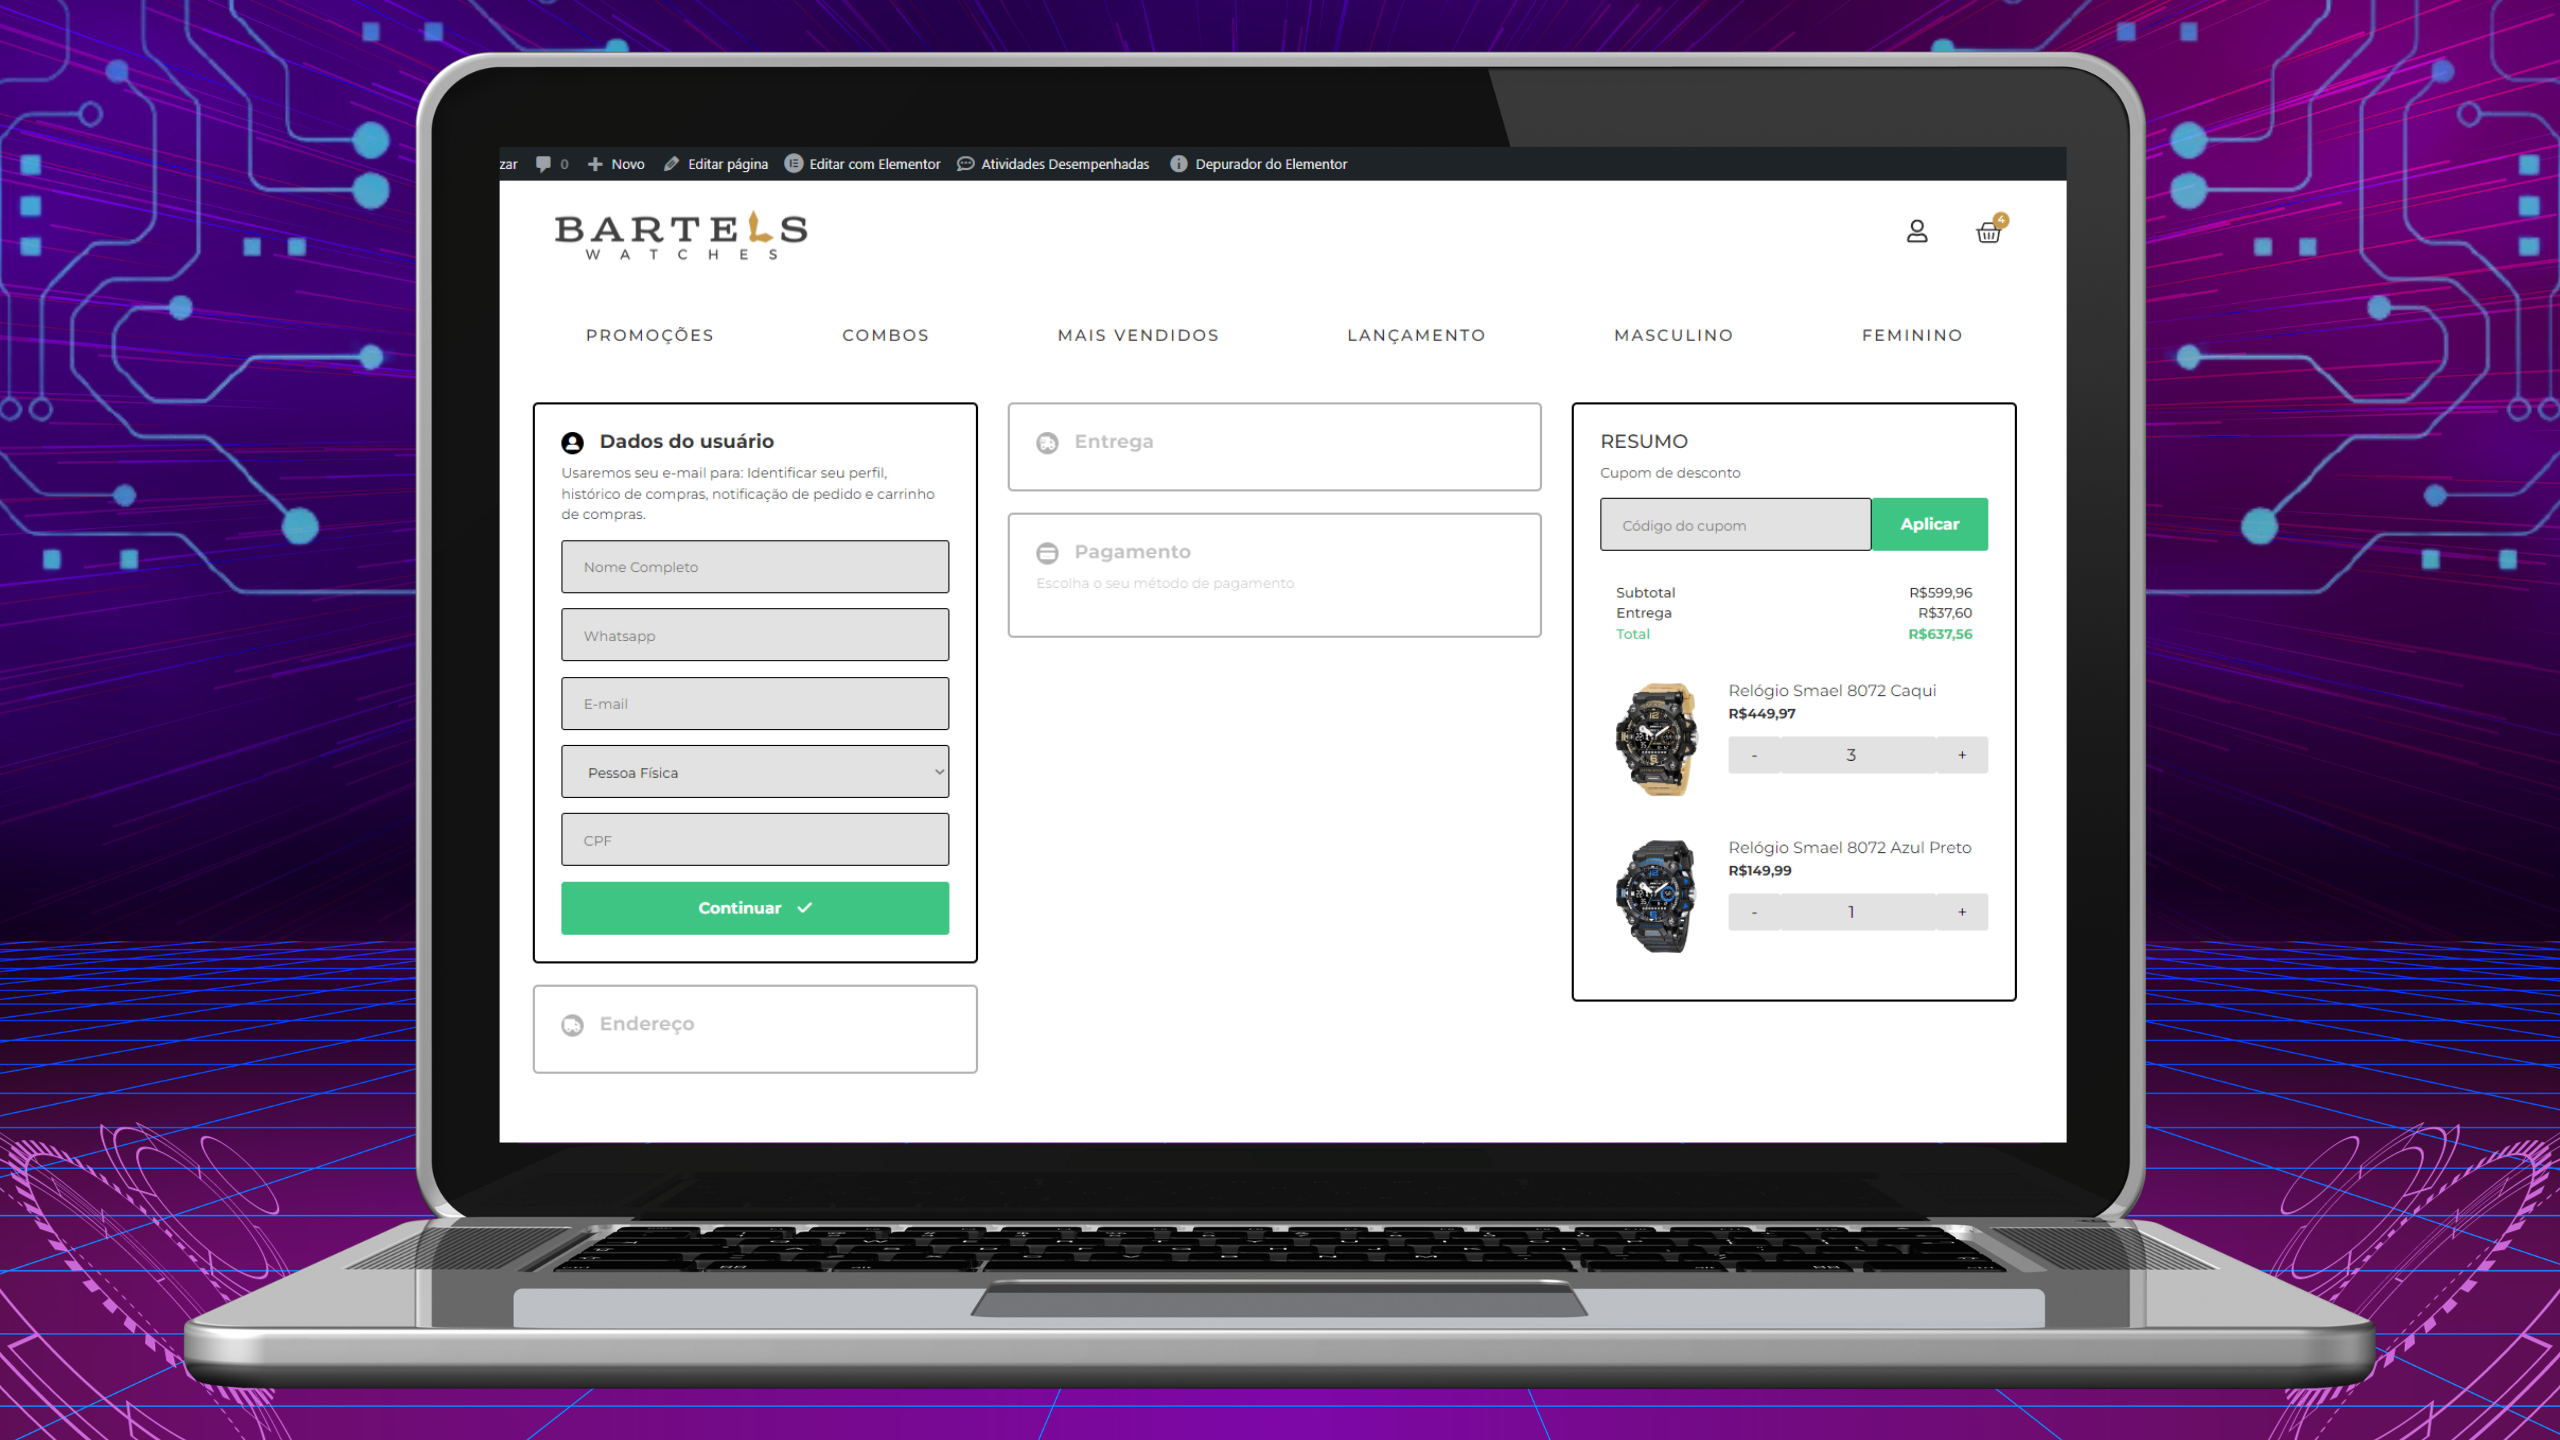 zar 0 Novo Editar página Editar com Elementor Atividades Desempenhadas Depurador do Elementor
BARTELS
WATCHES
4
PROMOÇÕES COMBOS MAIS VENDIDOS LANÇAMENTO MASCULINO FEMININO
Dados do usuário
Usaremos seu e-mail para: Identificar seu perfil,
histórico de compras, notificação de pedido e carrinho
de compras.
Nome Completo
Whatsapp
E-mail
Pessoa Física
CPF
Continuar
Endereço
Entrega
Pagamento
Escolha o seu método de pagamento
RESUMO
Cupom de desconto
Código do cupom Aplicar
Subtotal R$599,96
Entrega R$37,60
Total R$637,56
Relógio Smael 8072 Caqui
R$449,97
- 3 +
Relógio Smael 8072 Azul Preto
R$149,99
- 1 +